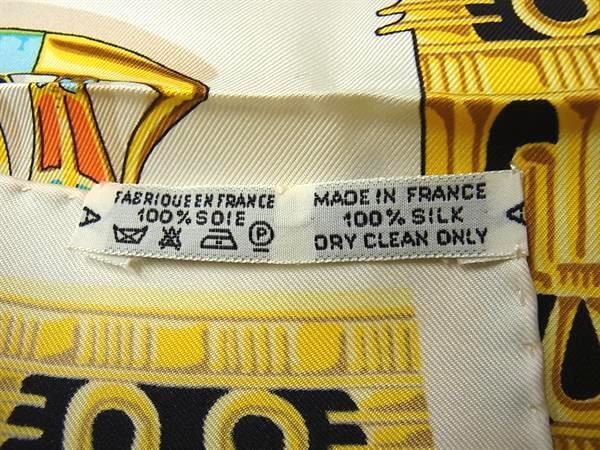 FABRIQUE EN FRANCE
100% SOIE
P
MADE IN FRANCE
100% SILK
DRY CLEAN ONLY
A
A